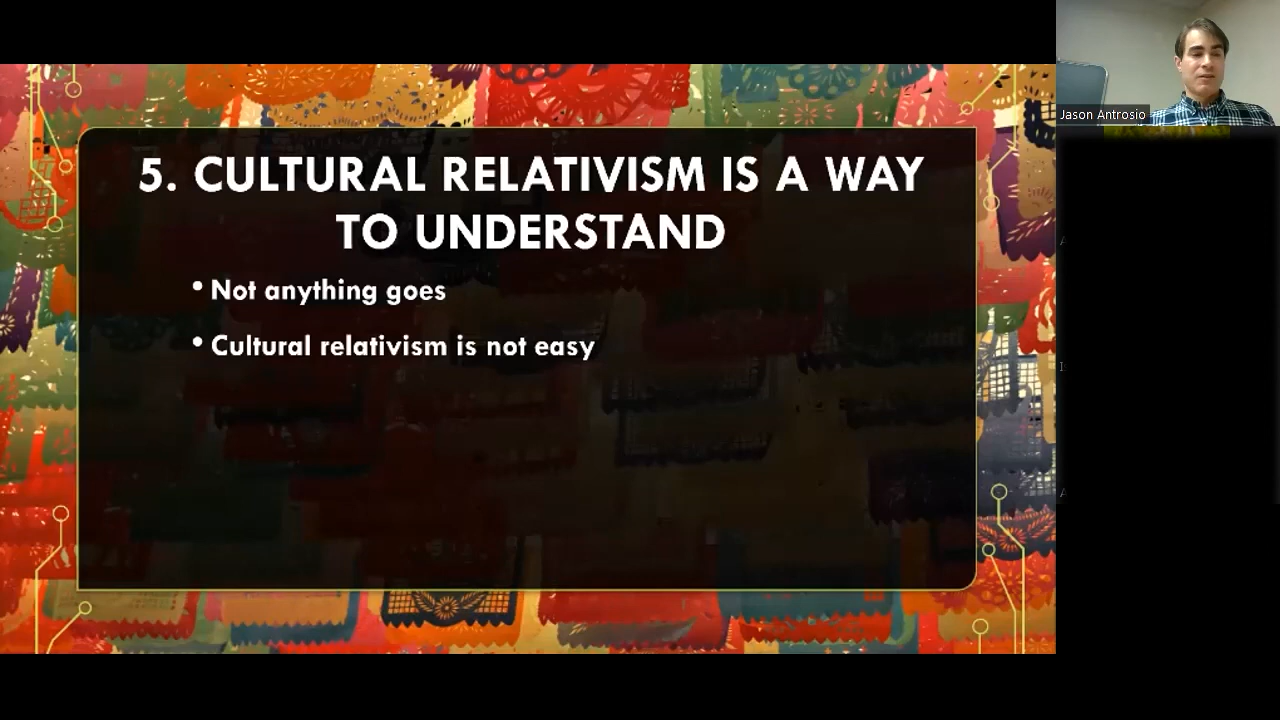 5. CULTURAL RELATIVISM IS A WAY
TO UNDERSTAND
• Not anything goes
• Cultural relativism is not easy
Jason Antrosio